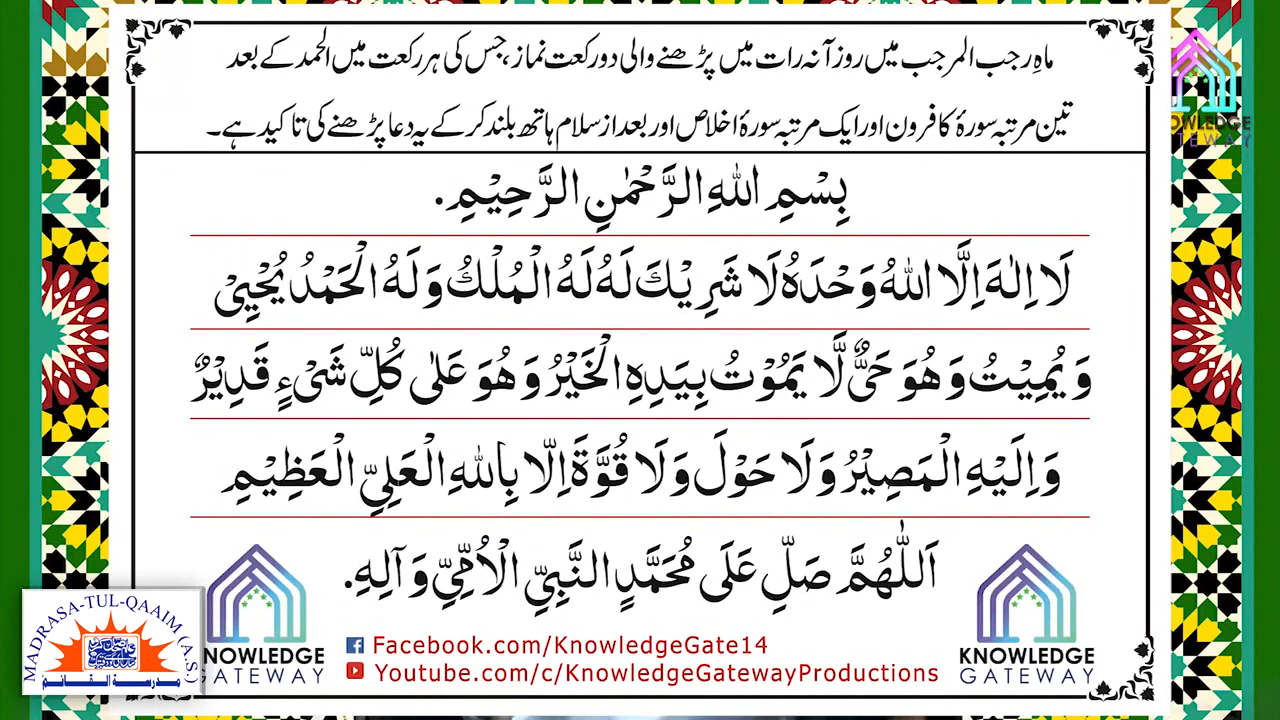 ماہِ رجب المرجب میں روزآنہ رات میں پڑھنے والی دو رکعت نماز، جس کی ہر رکعت میں الحمد کے بعد
تین مرتبہ سورۂ کافرون اور ایک مرتبہ سورۂ اخلاص اور بعد از سلام ہاتھ بلند کر کے یہ دعا پڑھنے کی تاکید ہے۔
KNOWLEDGE
GATEWAY
بِسْمِ اللهِ الرَّحْمٰنِ الرَّحِيْمِ.
لَا اِلٰهَ اِلَّا اللهُ وَحْدَهُ لَا شَرِيْكَ لَهُ لَهُ الْمُلْكُ وَلَهُ الْحَمْدُ يُحْيِيْ
وَيُمِيْتُ وَهُوَ حَيٌّ لَّا يَمُوْتُ بِيَدِهِ الْخَيْرُ وَهُوَ عَلٰى كُلِّ شَيْءٍ قَدِيْرٌ
وَاِلَيْهِ الْمَصِيْرُ وَلَا حَوْلَ وَلَا قُوَّةَ اِلّا بِاللهِ الْعَلِيِّ الْعَظِيْمِ
اَللّٰهُمَّ صَلِّ عَلَى مُحَمَّدٍ النَّبِيِّ الْاُمِّيِّ وَآلِهِ.
Facebook.com/KnowledgeGate14
Youtube.com/c/KnowledgeGatewayProductions
KNOWLEDGE
GATEWAY
KNOWLEDGE
GATEWAY
MADRASA-TUL-QAAIM (A.S.)
مدرسة القائم